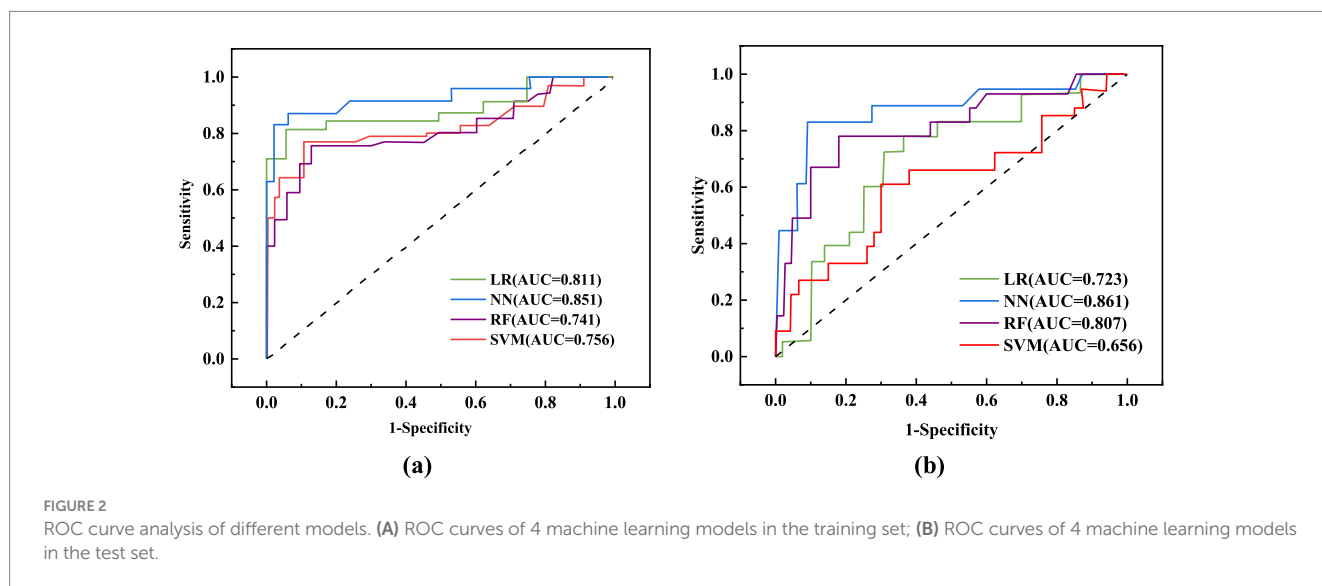 1.0
0.8
0.6
0.4
0.2
0.0
Sensitivity
LR(AUC=0.811)
NN(AUC=0.851)
RF(AUC=0.741)
SVM(AUC=0.756)
0.0 0.2 0.4 0.6 0.8 1.0
1-Specificity
(a)
1.0
0.8
0.6
0.4
0.2
0.0
Sensitivity
LR(AUC=0.723)
NN(AUC=0.861)
RF(AUC=0.807)
SVM(AUC=0.656)
0.0 0.2 0.4 0.6 0.8 1.0
1-Specificity
(b)
FIGURE 2
ROC curve analysis of different models. (A) ROC curves of 4 machine learning models in the training set; (B) ROC curves of 4 machine learning models
in the test set.